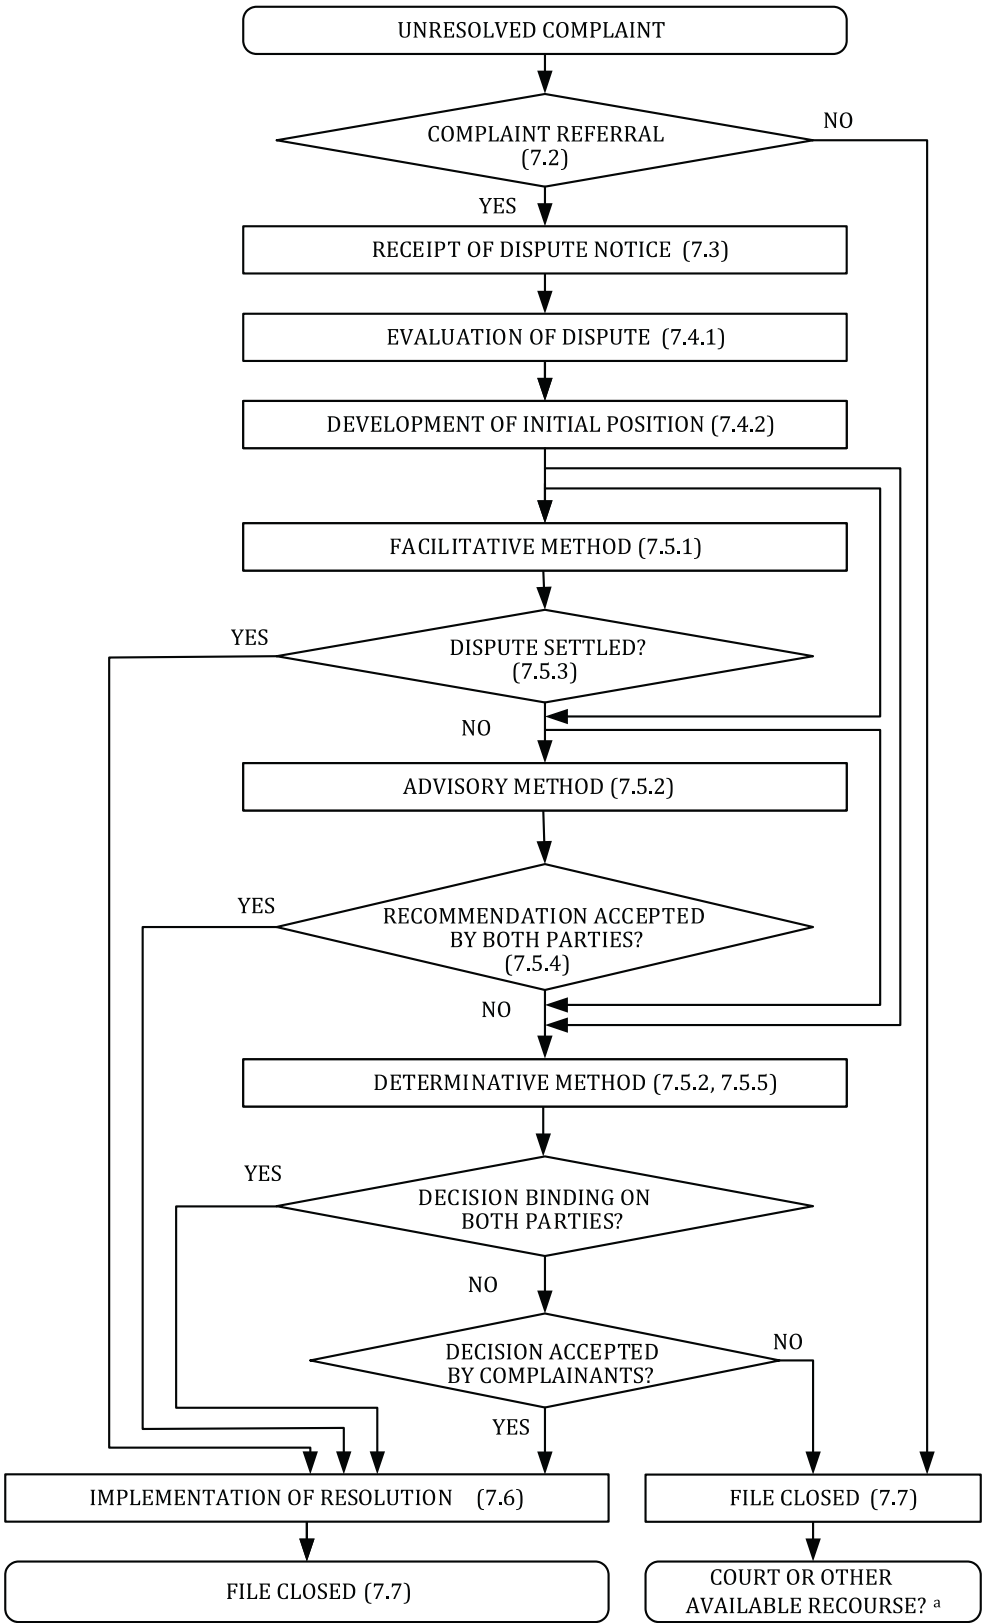 UNRESOLVED COMPLAINT
NO
COMPLAINT REFERRAL
(7.2)
YES
RECEIPT OF DISPUTE NOTICE (7.3)
EVALUATION OF DISPUTE (7.4.1)
DEVELOPMENT OF INITIAL POSITION (7.4.2)
FACILITATIVE METHOD (7.5.1)
YES
DISPUTE SETTLED?
(7.5.3)
NO
ADVISORY METHOD (7.5.2)
YES
RECOMMENDATION ACCEPTED
BY BOTH PARTIES?
(7.5.4)
NO
DETERMINATIVE METHOD (7.5.2, 7.5.5)
YES
DECISION BINDING ON
BOTH PARTIES?
NO
NO
DECISION ACCEPTED
BY COMPLAINANTS?
YES
IMPLEMENTATION OF RESOLUTION (7.6)
FILE CLOSED (7.7)
FILE CLOSED (7.7)
COURT OR OTHER
AVAILABLE RECOURSE? a